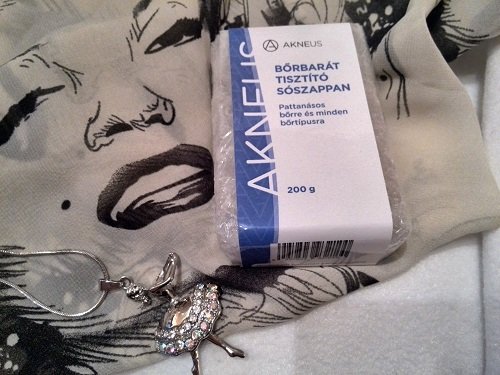 AKNEUS
AKNEUS
BŐRBARÁT
TISZTÍTÓ
SÓSZAPPAN
Pattanásos
bőrre és minden
bőrtípusra
200 g